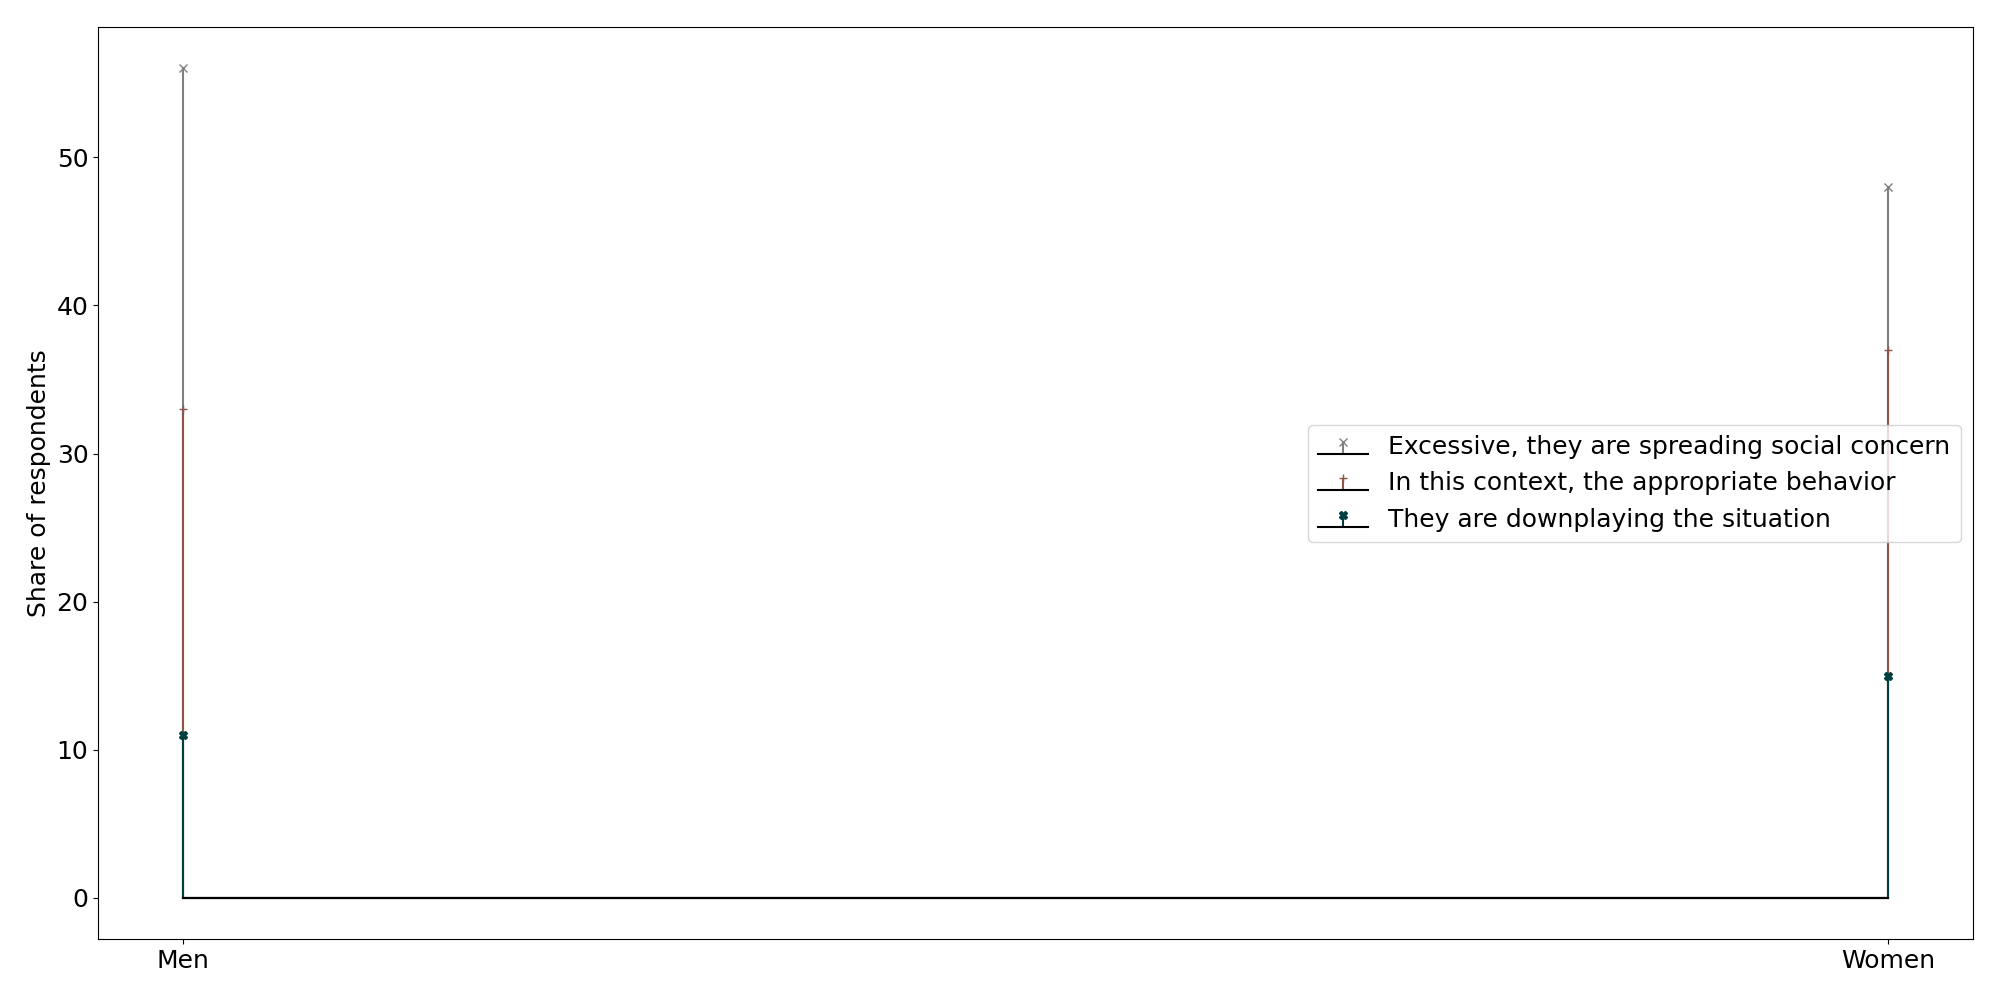 Share of respondents
50
40
30
20
10
0
Men
Women
Excessive, they are spreading social concern
In this context, the appropriate behavior
They are downplaying the situation